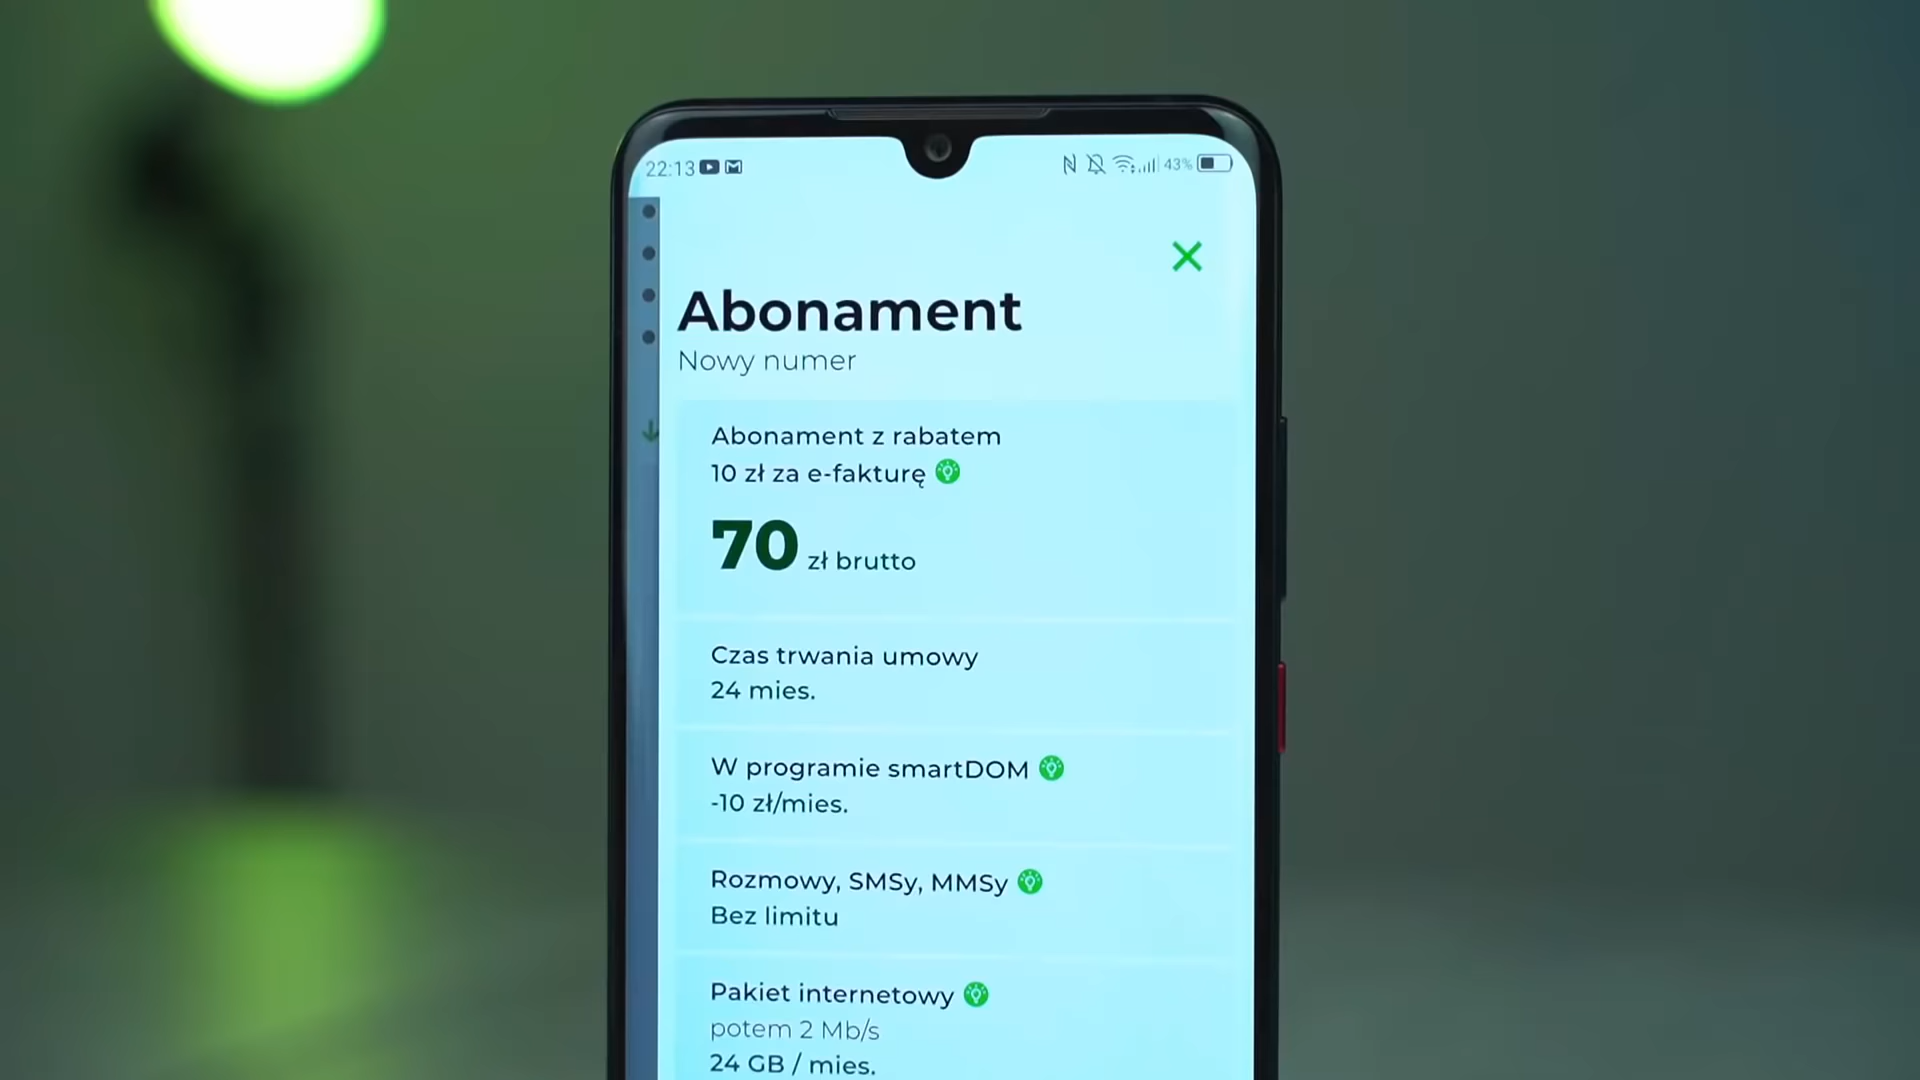 22:13
43%
Abonament
Nowy numer
Abonament z rabatem
10 zł za e-fakturę
70 zł brutto
Czas trwania umowy
24 mies.
W programie smartDOM
-10 zł/mies.
Rozmowy, SMSy, MMSy
Bez limitu
Pakiet internetowy
potem 2 Mb/s
24 GB / mies.